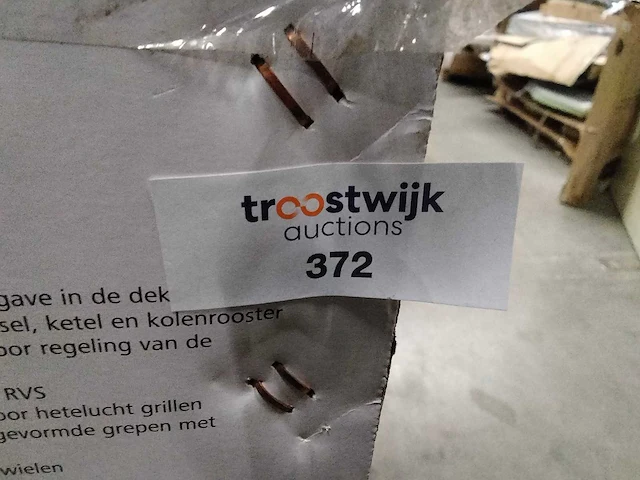 troostwijk
auctions
372
gave in de dek
sel, ketel en kolenrooster
oor regeling van de
RVS
oor hetelucht grillen
gevormde grepen met
wielen